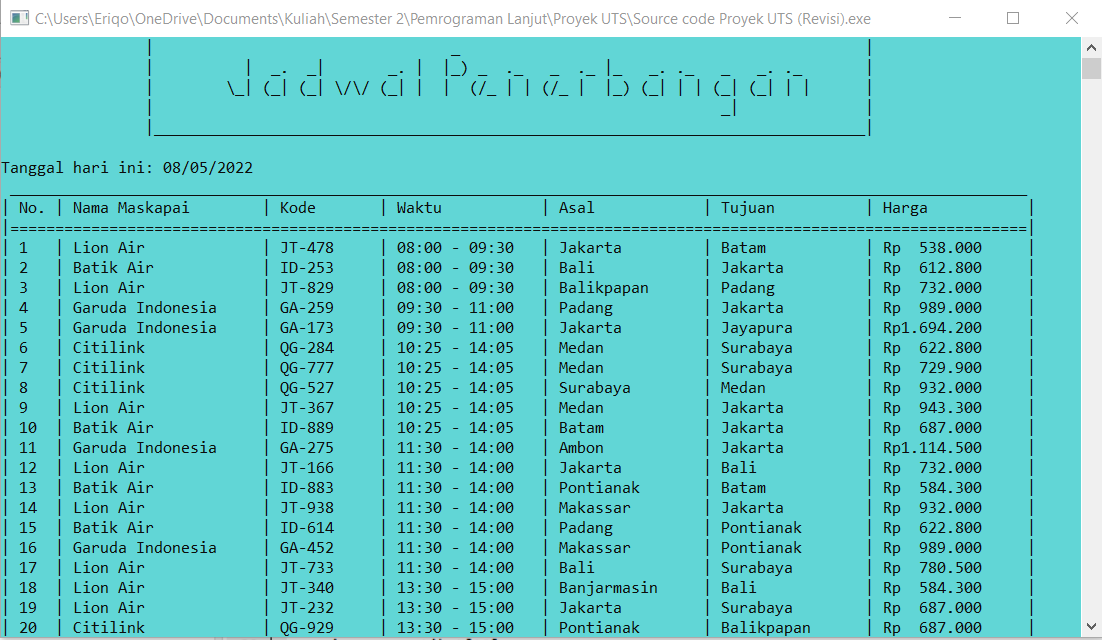 C:\Users\Eriqo\OneDrive\Documents\Kuliah\Semester 2\Pemrograman Lanjut\Proyek UTS\Source code Proyek UTS (Revisi).exe
Jadwal Penerbangan
Tanggal hari ini: 08/05/2022
| No. | Nama Maskapai | Kode | Waktu | Asal | Tujuan | Harga |
| 1 | Lion Air | JT-478 | 08:00 - 09:30 | Jakarta | Batam | Rp 538.000 |
| 2 | Batik Air | ID-253 | 08:00 - 09:30 | Bali | Jakarta | Rp 612.800 |
| 3 | Lion Air | JT-829 | 08:00 - 09:30 | Balikpapan | Padang | Rp 732.000 |
| 4 | Garuda Indonesia | GA-259 | 09:30 - 11:00 | Padang | Jakarta | Rp 989.000 |
| 5 | Garuda Indonesia | GA-173 | 09:30 - 11:00 | Jakarta | Jayapura | Rp1.694.200 |
| 6 | Citilink | QG-284 | 10:25 - 14:05 | Medan | Surabaya | Rp 622.800 |
| 7 | Citilink | QG-777 | 10:25 - 14:05 | Medan | Surabaya | Rp 729.900 |
| 8 | Citilink | QG-527 | 10:25 - 14:05 | Surabaya | Medan | Rp 932.000 |
| 9 | Lion Air | JT-367 | 10:25 - 14:05 | Medan | Jakarta | Rp 943.300 |
| 10 | Batik Air | ID-889 | 10:25 - 14:05 | Batam | Jakarta | Rp 687.000 |
| 11 | Garuda Indonesia | GA-275 | 11:30 - 14:00 | Ambon | Jakarta | Rp1.114.500 |
| 12 | Lion Air | JT-166 | 11:30 - 14:00 | Jakarta | Bali | Rp 732.000 |
| 13 | Batik Air | ID-883 | 11:30 - 14:00 | Pontianak | Batam | Rp 584.300 |
| 14 | Lion Air | JT-938 | 11:30 - 14:00 | Makassar | Jakarta | Rp 932.000 |
| 15 | Batik Air | ID-614 | 11:30 - 14:00 | Padang | Pontianak | Rp 622.800 |
| 16 | Garuda Indonesia | GA-452 | 11:30 - 14:00 | Makassar | Pontianak | Rp 989.000 |
| 17 | Lion Air | JT-733 | 11:30 - 14:00 | Bali | Surabaya | Rp 780.500 |
| 18 | Lion Air | JT-340 | 13:30 - 15:00 | Banjarmasin | Bali | Rp 584.300 |
| 19 | Lion Air | JT-232 | 13:30 - 15:00 | Jakarta | Surabaya | Rp 687.000 |
| 20 | Citilink | QG-929 | 13:30 - 15:00 | Pontianak | Balikpapan | Rp 687.000 |